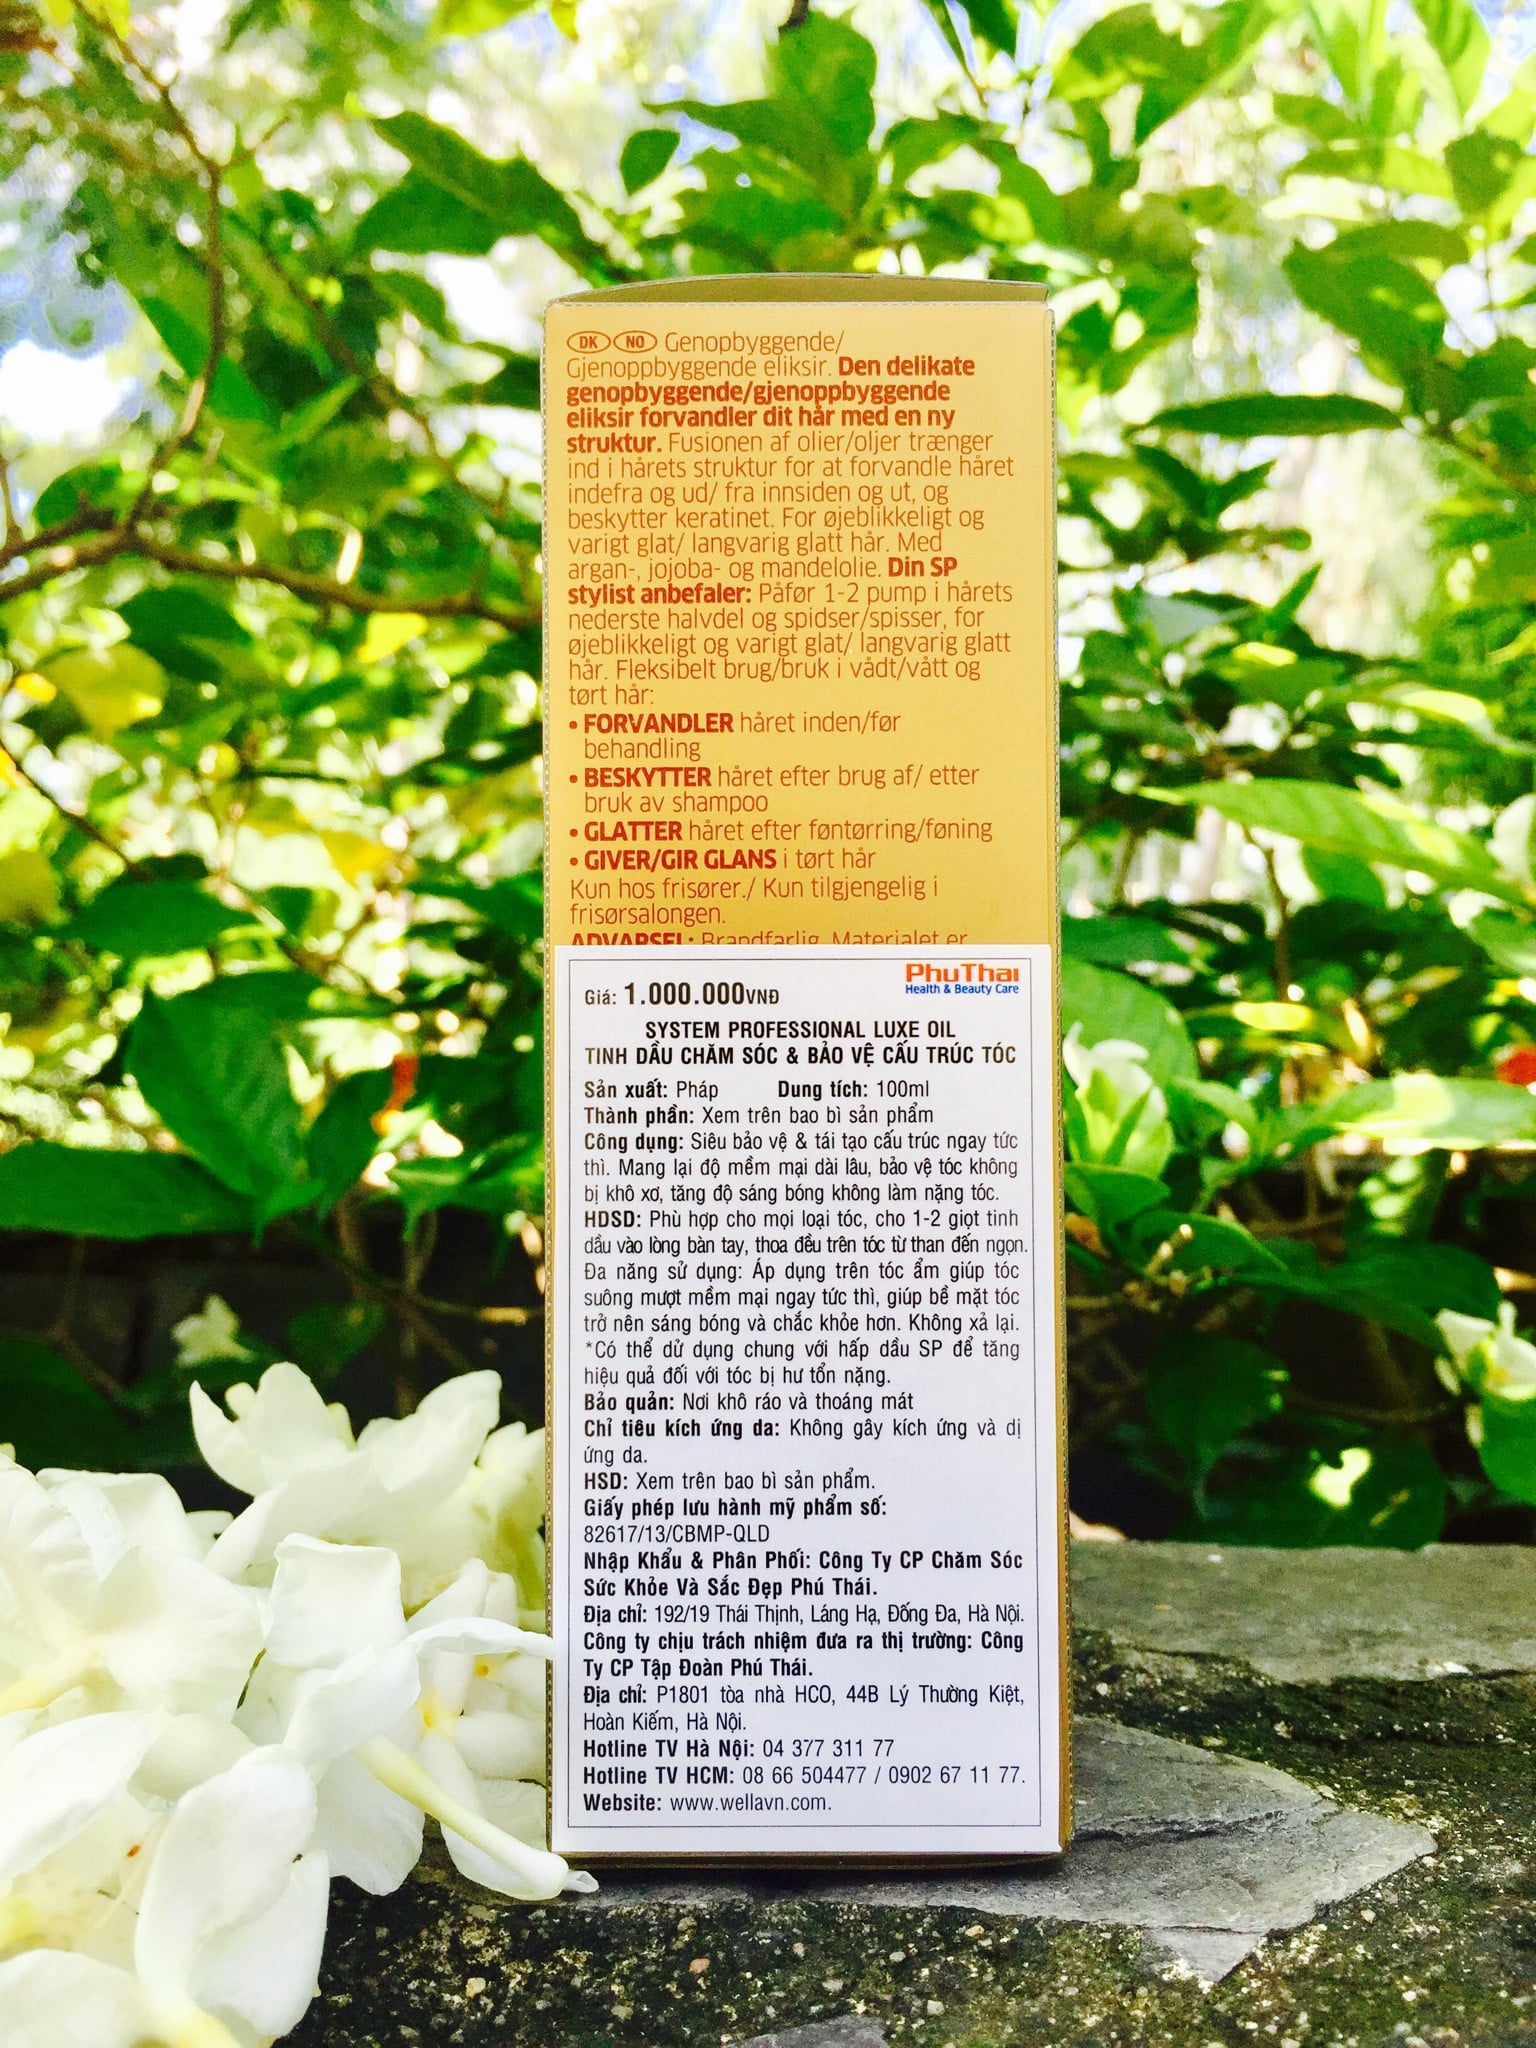 DK NO Genopbyggende/
Gjenoppbyggende eliksir. Den delikate
genopbyggende/gjenoppbyggende
eliksir forvandler dit hår med en ny
struktur. Fusionen af olier/oljer trænger
ind i hårets struktur for at forvandle håret
indefra og ud/ fra innsiden og ut, og
beskytter keratinet. For øjeblikkeligt og
varigt glat/ langvarig glatt hår. Med
argan-, jojoba- og mandelolie. Din SP
stylist anbefaler: Påfør 1-2 pump i hårets
nederste halvdel og spidser/spisser, for
øjeblikkeligt og varigt glat/ langvarig glatt
hår. Fleksibelt brug/bruk i vådt/vått og
tørt hår:
• FORVANDLER håret inden/før
behandling
• BESKYTTER håret efter brug af/ etter
bruk av shampoo
• GLATTER håret efter føntørring/føning
• GIVER/GIR GLANS i tørt hår
Kun hos frisører./ Kun tilgjengelig i
frisørsalongen.
ADVARSEL: Brandfarlig. Materialet er
PhuThai
Health & Beauty Care
Giá: 1.000.000VNĐ
SYSTEM PROFESSIONAL LUXE OIL
TINH DẦU CHĂM SÓC & BẢO VỆ CẤU TRÚC TÓC
Sản xuất: Pháp Dung tích: 100ml
Thành phần: Xem trên bao bì sản phẩm
Công dụng: Siêu bảo vệ & tái tạo cấu trúc ngay tức
thì. Mang lại độ mềm mại dài lâu, bảo vệ tóc không
bị khô xơ, tăng độ sáng bóng không làm nặng tóc.
HDSD: Phù hợp cho mọi loại tóc, cho 1-2 giọt tinh
dầu vào lòng bàn tay, thoa đều trên tóc từ than đến ngọn.
Đa năng sử dụng: Áp dụng trên tóc ẩm giúp tóc
suông mượt mềm mại ngay tức thì, giúp bề mặt tóc
trở nên sáng bóng và chắc khỏe hơn. Không xả lại.
*Có thể dử dụng chung với hấp dầu SP để tăng
hiệu quả đối với tóc bị hư tổn nặng.
Bảo quản: Nơi khô ráo và thoáng mát
Chỉ tiêu kích ứng da: Không gây kích ứng và dị
ứng da.
HSD: Xem trên bao bì sản phẩm.
Giấy phép lưu hành mỹ phẩm số:
82617/13/CBMP-QLD
Nhập Khẩu & Phân Phối: Công Ty CP Chăm Sóc
Sức Khỏe Và Sắc Đẹp Phú Thái.
Địa chỉ: 192/19 Thái Thịnh, Láng Hạ, Đống Đa, Hà Nội.
Công ty chịu trách nhiệm đưa ra thị trường: Công
Ty CP Tập Đoàn Phú Thái.
Địa chỉ: P1801 tòa nhà HCO, 44B Lý Thường Kiệt,
Hoàn Kiếm, Hà Nội.
Hotline TV Hà Nội: 04 377 311 77
Hotline TV HCM: 08 66 504477 / 0902 67 11 77.
Website: www.wellavn.com.